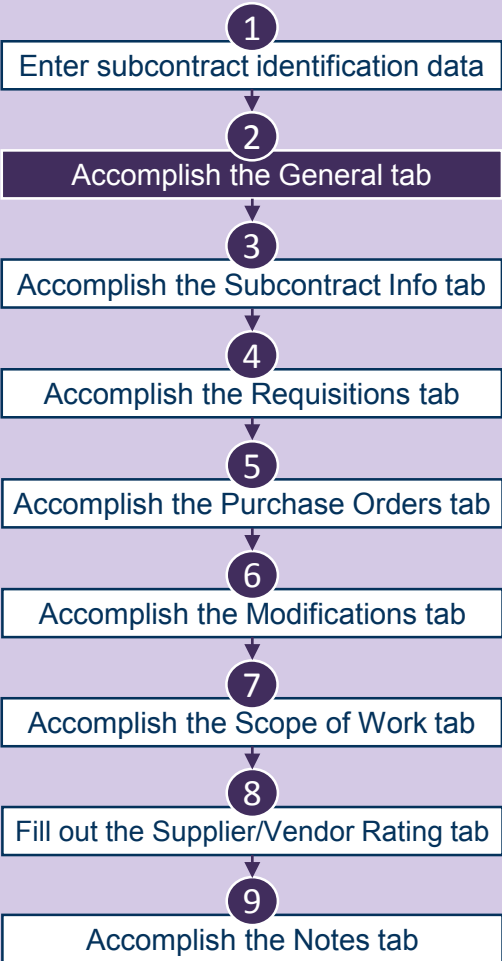 1
Enter subcontract identification data
2
Accomplish the General tab
3
Accomplish the Subcontract Info tab
4
Accomplish the Requisitions tab
5
Accomplish the Purchase Orders tab
6
Accomplish the Modifications tab
7
Accomplish the Scope of Work tab
8
Fill out the Supplier/Vendor Rating tab
9
Accomplish the Notes tab